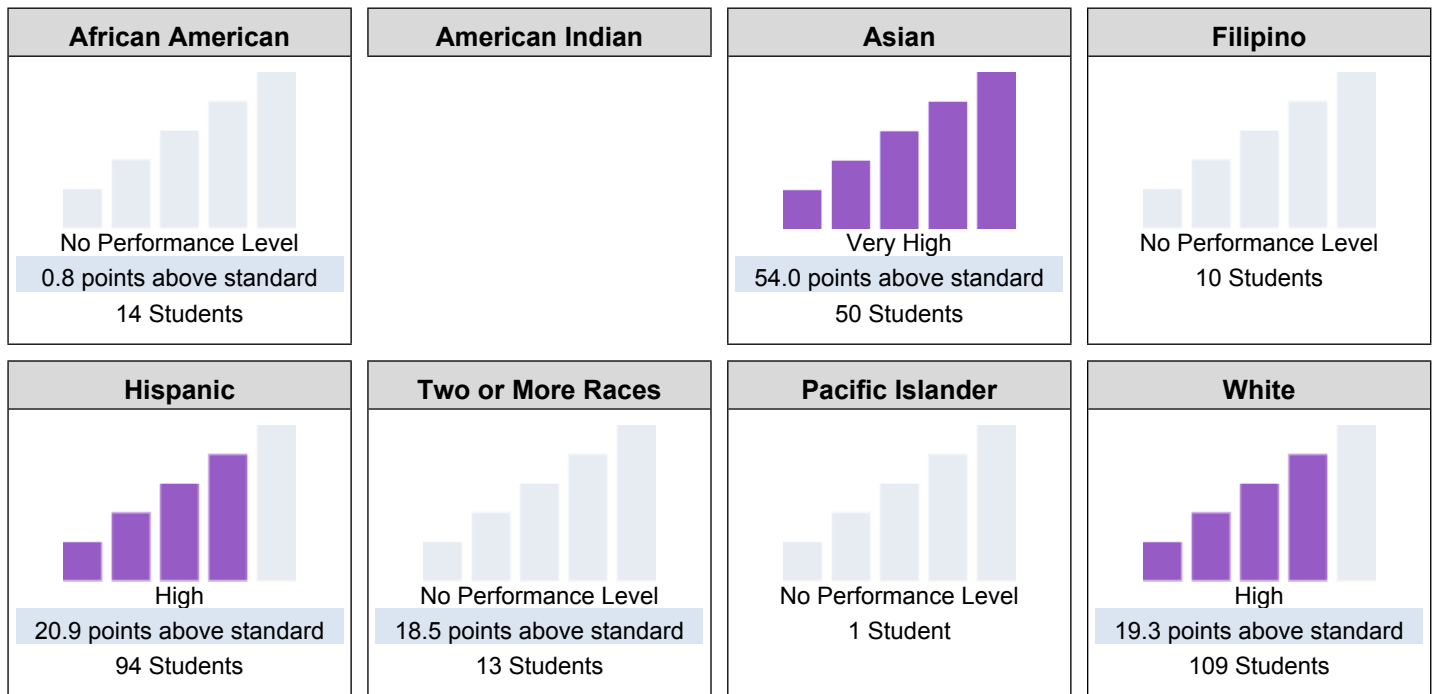 African American
No Performance Level
0.8 points above standard
14 Students
American Indian
Asian
Very High
54.0 points above standard
50 Students
Filipino
No Performance Level
10 Students
Hispanic
High
20.9 points above standard
94 Students
Two or More Races
No Performance Level
18.5 points above standard
13 Students
Pacific Islander
No Performance Level
1 Student
White
High
19.3 points above standard
109 Students